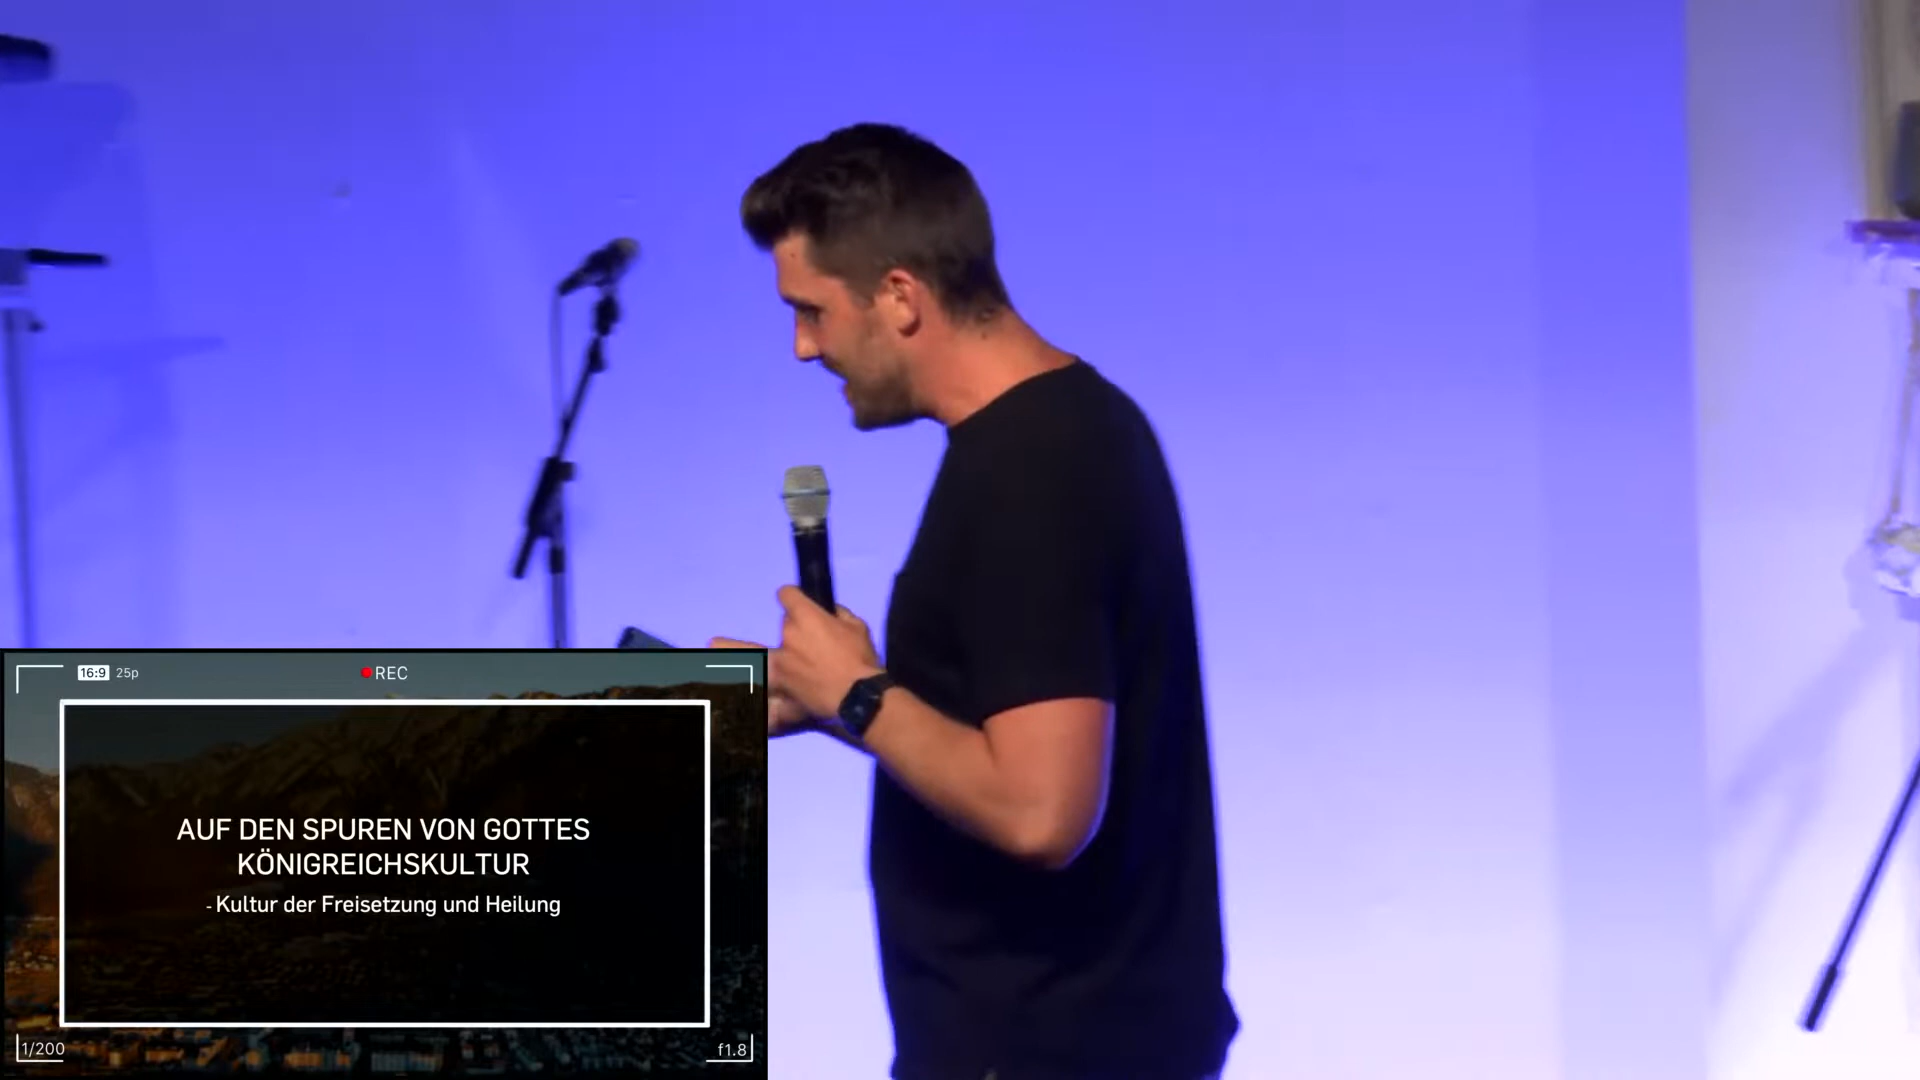 16:9 25p
REC
AUF DEN SPUREN VON GOTTES
KÖNIGREICHSKULTUR
- Kultur der Freisetzung und Heilung
1/200
f1.8